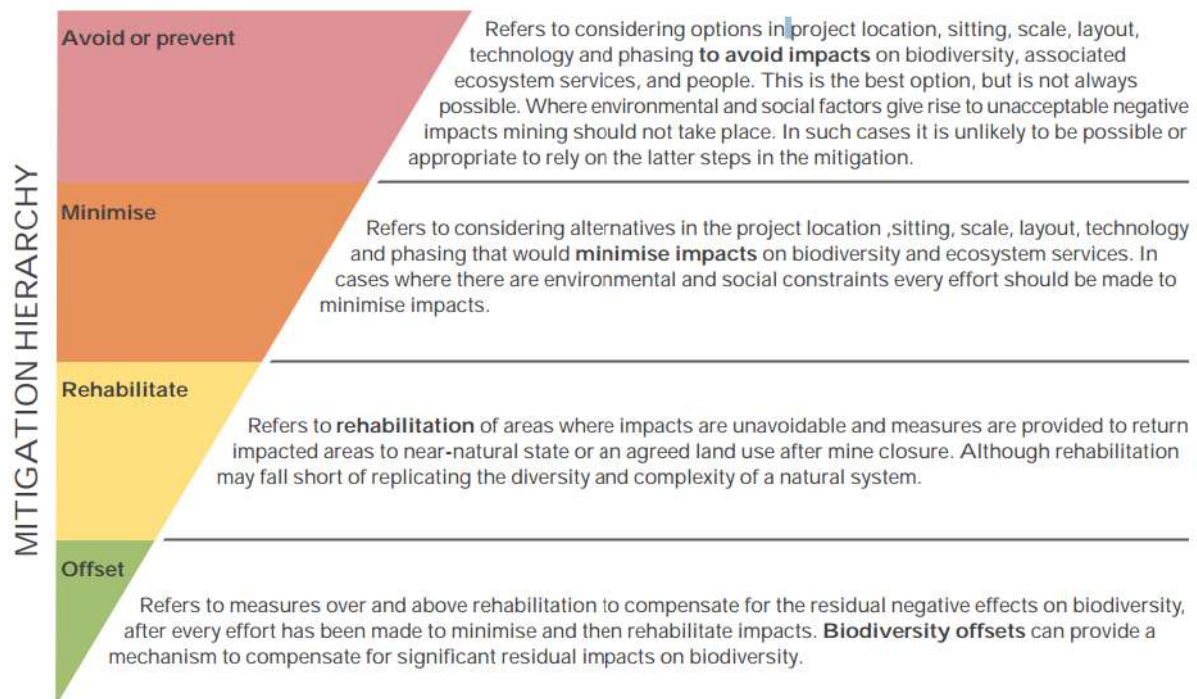 MITIGATION HIERARCHY
Avoid or prevent
Refers to considering options in project location, sitting, scale, layout,
technology and phasing to avoid impacts on biodiversity, associated
ecosystem services, and people. This is the best option, but is not always
possible. Where environmental and social factors give rise to unacceptable negative
impacts mining should not take place. In such cases it is unlikely to be possible or
appropriate to rely on the latter steps in the mitigation.
Minimise
Refers to considering alternatives in the project location ,sitting, scale, layout, technology
and phasing that would minimise impacts on biodiversity and ecosystem services. In
cases where there are environmental and social constraints every effort should be made to
minimise impacts.
Rehabilitate
Refers to rehabilitation of areas where impacts are unavoidable and measures are provided to return
impacted areas to near-natural state or an agreed land use after mine closure. Although rehabilitation
may fall short of replicating the diversity and complexity of a natural system.
Offset
Refers to measures over and above rehabilitation to compensate for the residual negative effects on biodiversity,
after every effort has been made to minimise and then rehabilitate impacts. Biodiversity offsets can provide a
mechanism to compensate for significant residual impacts on biodiversity.